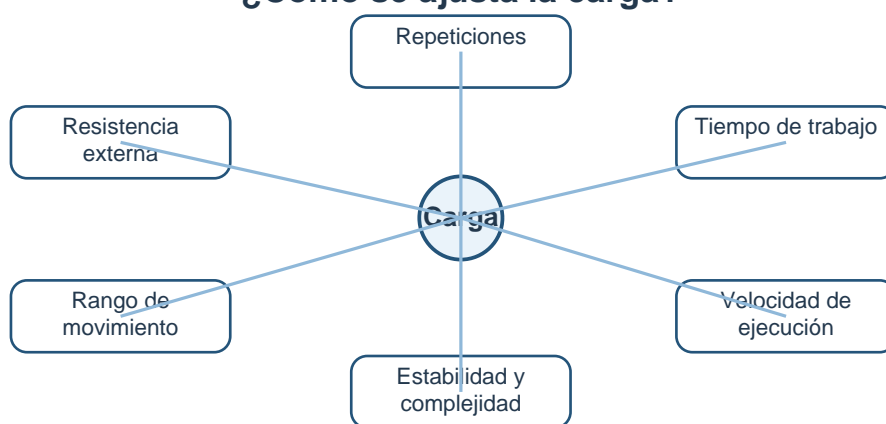 ¿Cómo se ajusta la carga?
Repeticiones
Resistencia
externa
Tiempo de trabajo
Carga
Rango de
movimiento
Velocidad de
ejecución
Estabilidad y
complejidad